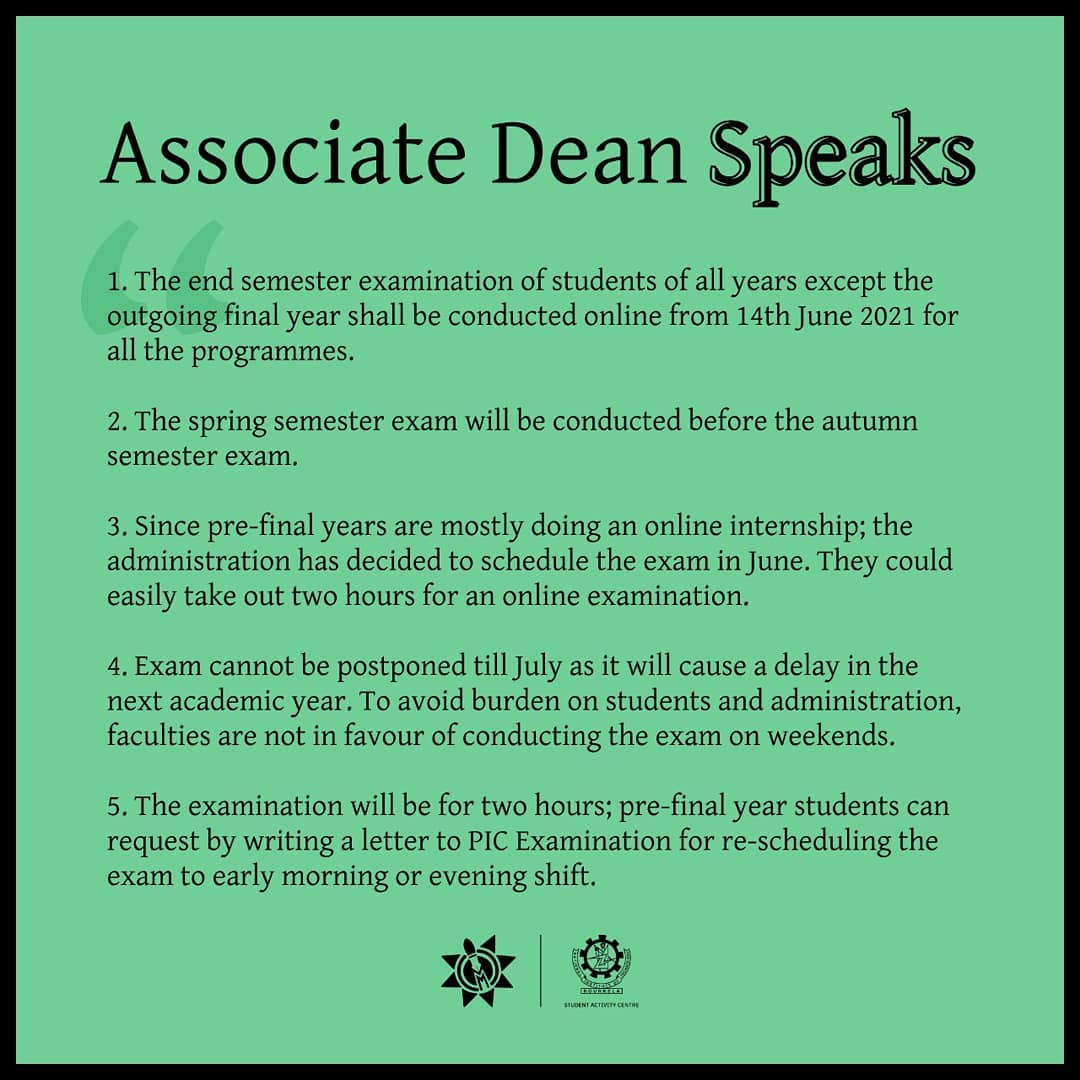 Associate Dean Speaks
“
1. The end semester examination of students of all years except the
outgoing final year shall be conducted online from 14th June 2021 for
all the programmes.
2. The spring semester exam will be conducted before the autumn
semester exam.
3. Since pre-final years are mostly doing an online internship; the
administration has decided to schedule the exam in June. They could
easily take out two hours for an online examination.
4. Exam cannot be postponed till July as it will cause a delay in the
next academic year. To avoid burden on students and administration,
faculties are not in favour of conducting the exam on weekends.
5. The examination will be for two hours; pre-final year students can
request by writing a letter to PIC Examination for re-scheduling the
exam to early morning or evening shift.
M
ROURKELA
STUDENT ACTIVITY CENTRE